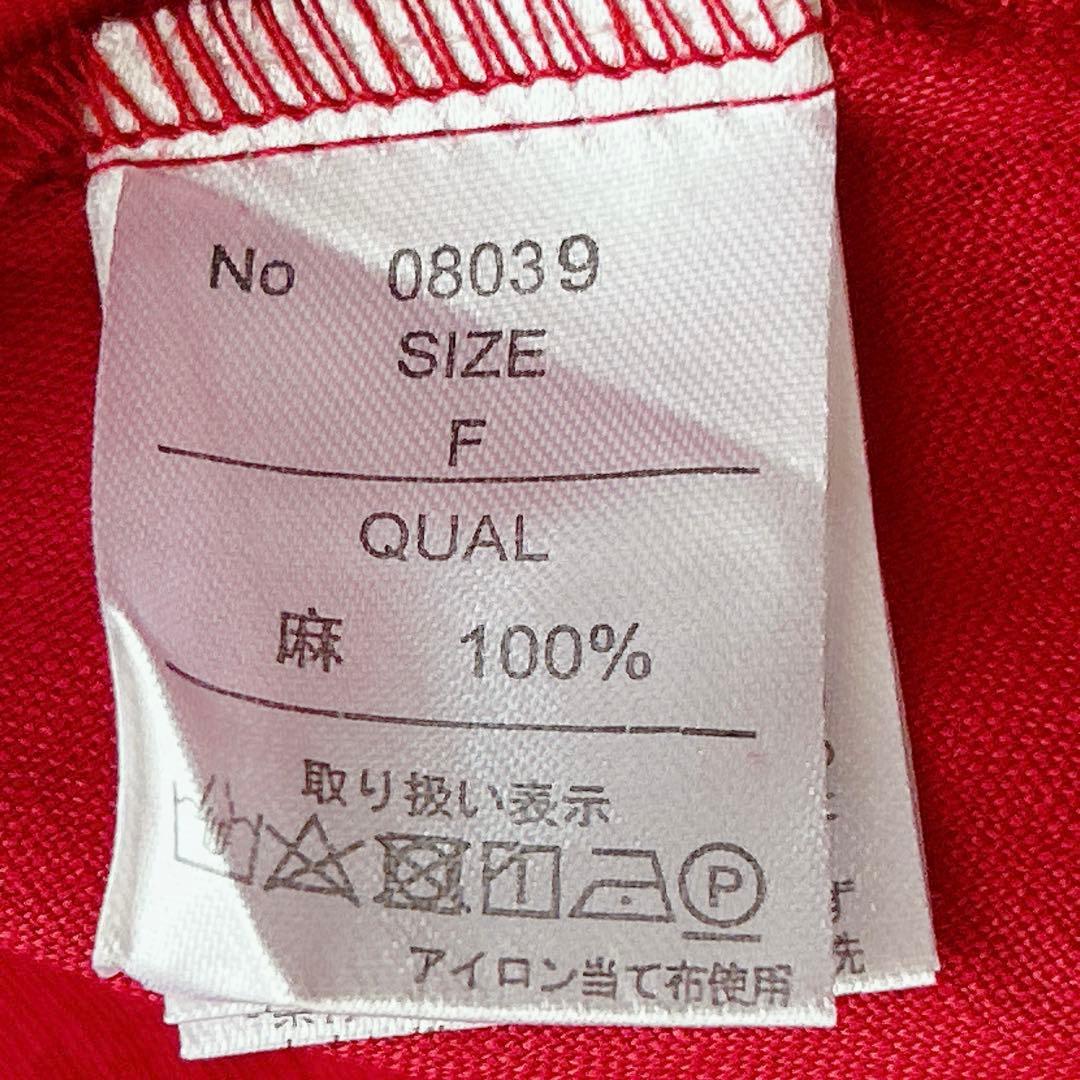 No 08039
SIZE
F
QUAL
麻 100%
取り扱い表示
P
アイロン当て布使用
洗